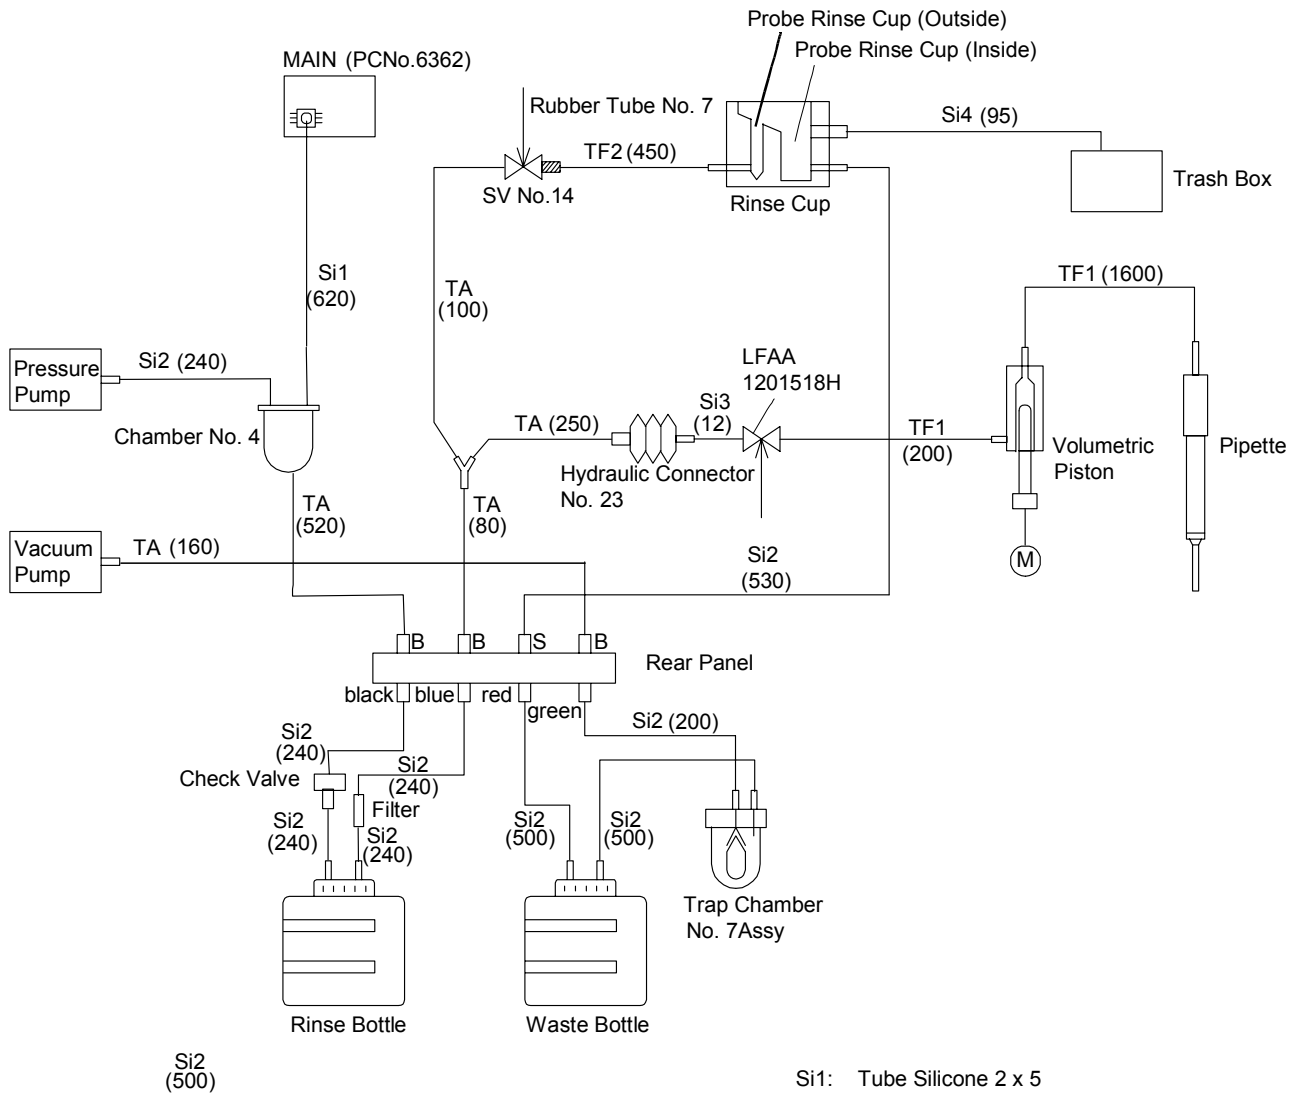 Probe Rinse Cup (Outside)
Probe Rinse Cup (Inside)
MAIN (PCNo.6362)
Rubber Tube No. 7
Si4 (95)
TF2 (450)
SV No.14
Rinse Cup
Trash Box
Si1
(620)
TA
(100)
TF1 (1600)
Pressure
Pump
Si2 (240)
LFAA
1201518H
Chamber No. 4
TA (250)
Si3
(12)
TF1
(200)
Volumetric
Piston
Pipette
Hydraulic Connector
No. 23
TA
(520)
TA
(80)
Vacuum
Pump
TA (160)
Si2
(530)
M
B
B
S
B
Rear Panel
black
blue
red
green
Si2 (200)
Si2
(240)
Check Valve
Si2
(240)
Filter
Si2
(240)
Si2
(240)
Si2
(500)
Si2
(500)
Trap Chamber
No. 7Assy
Rinse Bottle
Waste Bottle
Si2
(500)
Si1: Tube Silicone 2 x 5